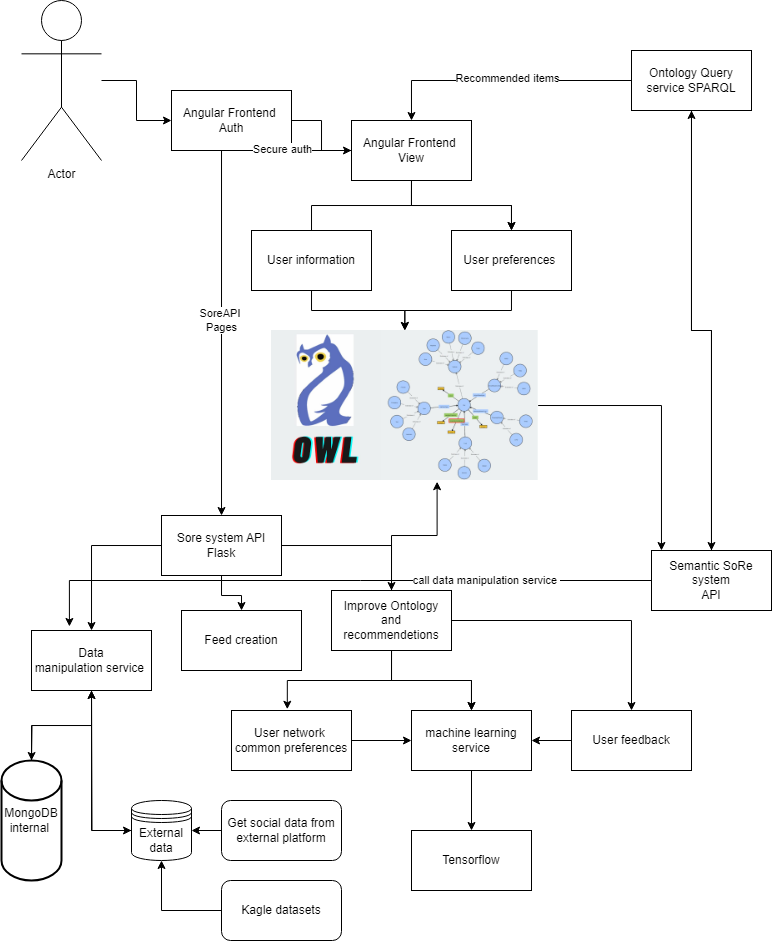 Recommended items
Ontology Query
service SPARQL
Angular Frontend
Auth
Angular Frontend
View
Secure auth
Actor
User information
User preferences
SoreAPI
Pages
OWL
Sore system API
Flask
Semantic SoRe
system
API
call data manipulation service
Improve Ontology
and
recommendetions
Feed creation
Data
manipulation service
User network
common preferences
machine learning
service
User feedback
MongoDB
internal
External
data
Get social data from
external platform
Tensorflow
Kagle datasets